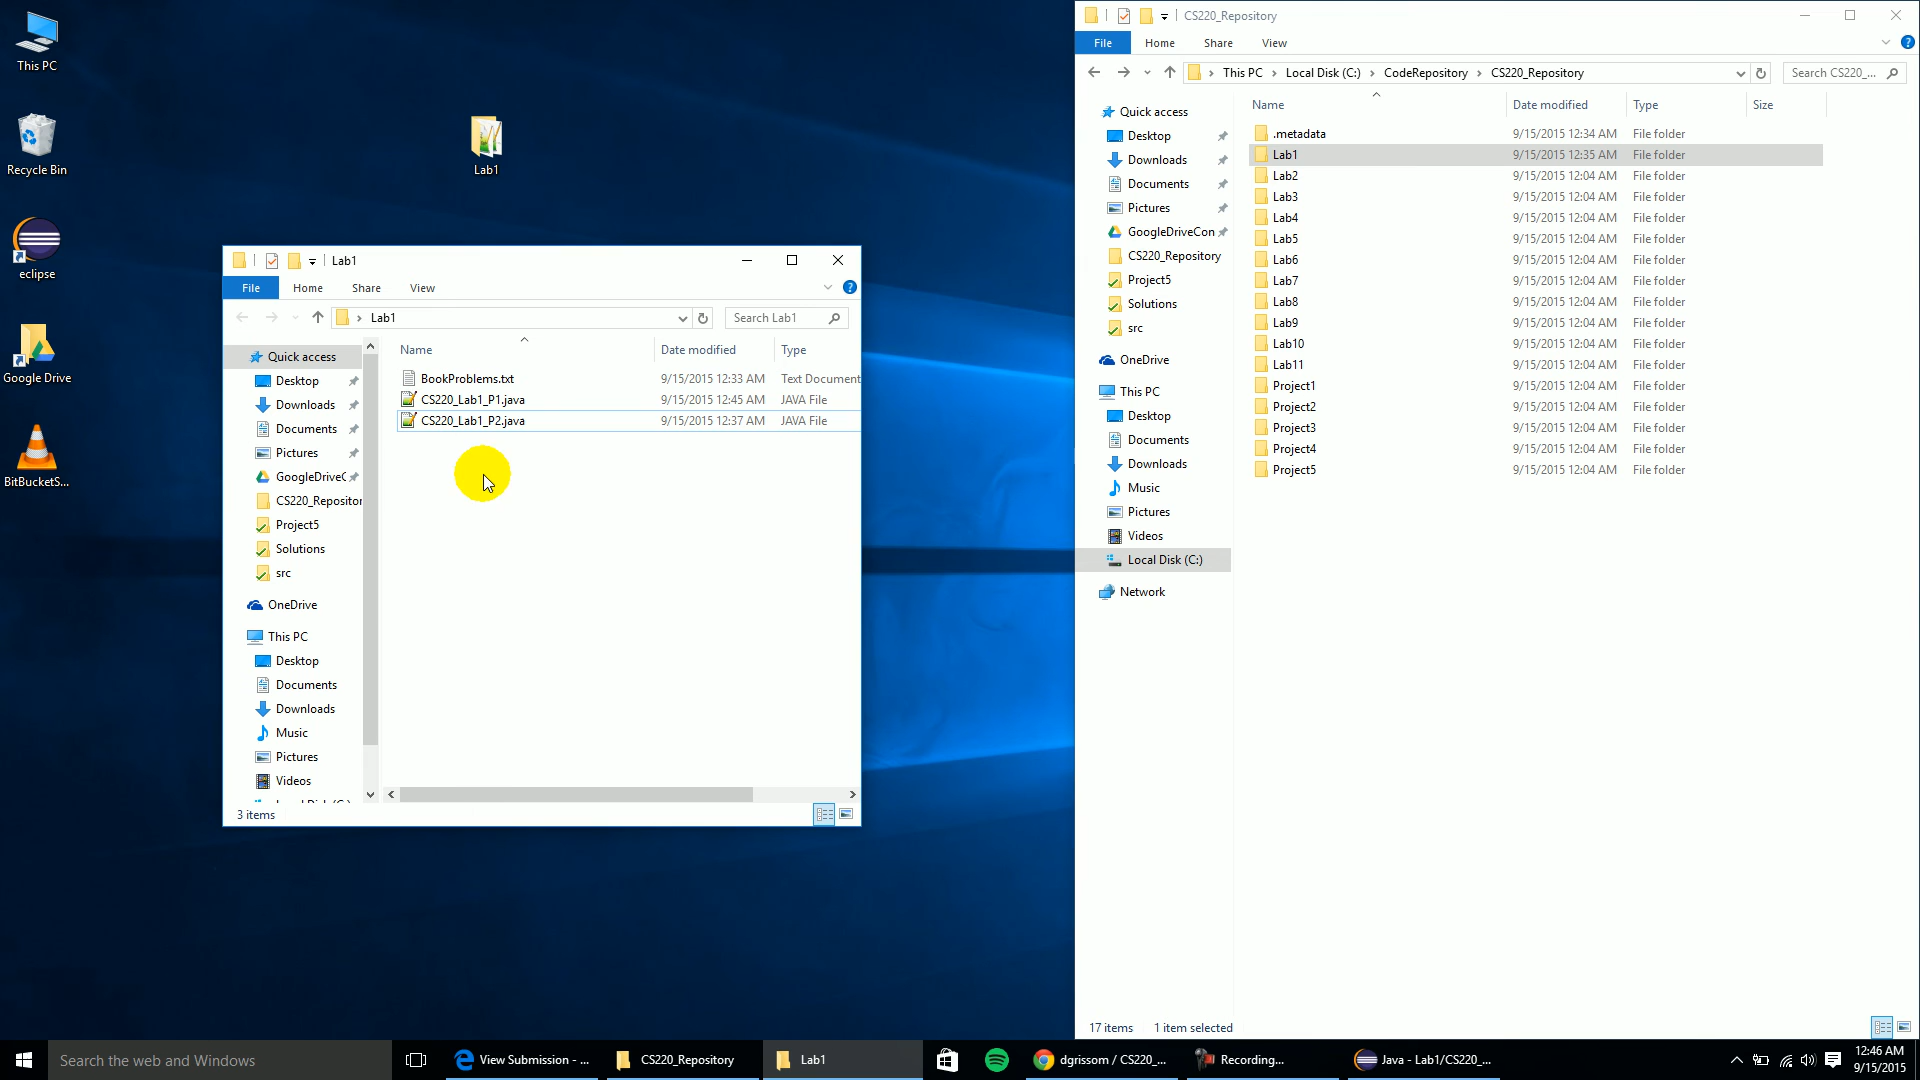 This PC
Recycle Bin
eclipse
Google Drive
BitBucketS...
Lab1
Lab1
File Home Share View
Lab1
Search Lab1
Quick access
Desktop
Downloads
Documents
Pictures
GoogleDriveC
CS220_Repositor
Project5
Solutions
src
OneDrive
This PC
Desktop
Documents
Downloads
Music
Pictures
Videos
Name Date modified Type
BookProblems.txt 9/15/2015 12:33 AM Text Document
CS220_Lab1_P1.java 9/15/2015 12:45 AM JAVA File
CS220_Lab1_P2.java 9/15/2015 12:37 AM JAVA File
3 items
CS220_Repository
File Home Share View
This PC Local Disk (C:) CodeRepository CS220_Repository
Search CS220_...
Quick access
Desktop
Downloads
Documents
Pictures
GoogleDriveCon
CS220_Repository
Project5
Solutions
src
OneDrive
This PC
Desktop
Documents
Downloads
Music
Pictures
Videos
Local Disk (C:)
Network
Name Date modified Type Size
.metadata 9/15/2015 12:34 AM File folder
Lab1 9/15/2015 12:35 AM File folder
Lab2 9/15/2015 12:04 AM File folder
Lab3 9/15/2015 12:04 AM File folder
Lab4 9/15/2015 12:04 AM File folder
Lab5 9/15/2015 12:04 AM File folder
Lab6 9/15/2015 12:04 AM File folder
Lab7 9/15/2015 12:04 AM File folder
Lab8 9/15/2015 12:04 AM File folder
Lab9 9/15/2015 12:04 AM File folder
Lab10 9/15/2015 12:04 AM File folder
Lab11 9/15/2015 12:04 AM File folder
Project1 9/15/2015 12:04 AM File folder
Project2 9/15/2015 12:04 AM File folder
Project3 9/15/2015 12:04 AM File folder
Project4 9/15/2015 12:04 AM File folder
Project5 9/15/2015 12:04 AM File folder
17 items 1 item selected
Search the web and Windows
View Submission - ...
CS220_Repository
Lab1
dgrissom / CS220_...
Recording...
Java - Lab1/CS220_...
12:46 AM
9/15/2015